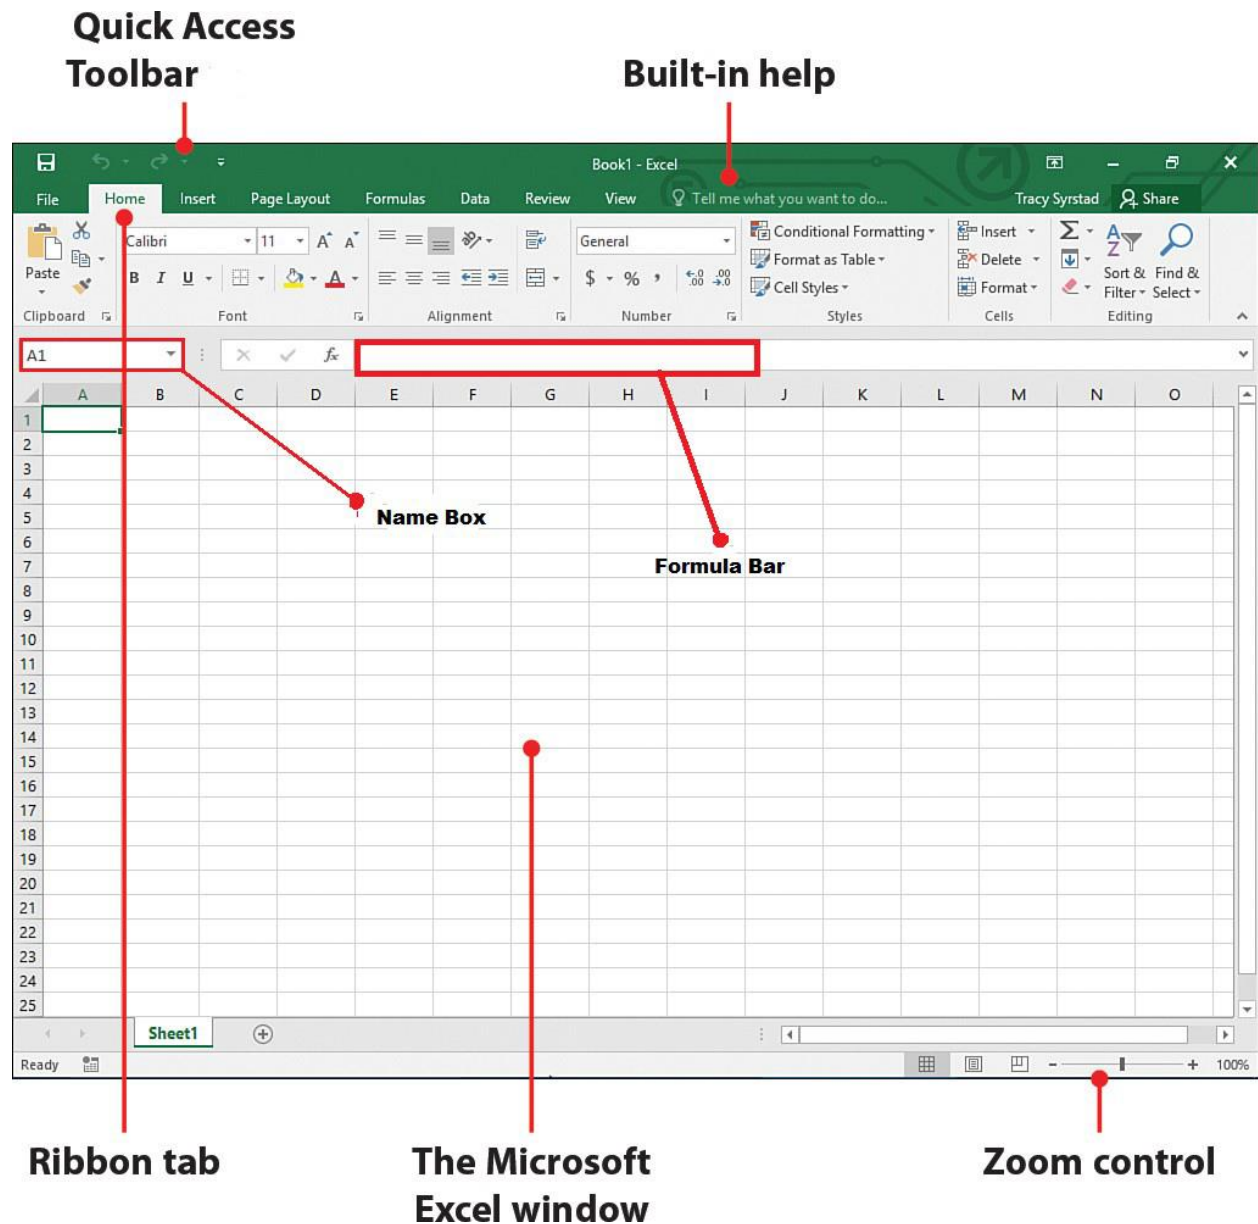 Quick Access
Toolbar
Built-in help
Book1 - Excel
File Home Insert Page Layout Formulas Data Review View Tell me what you want to do... Tracy Syrstad Share
Calibri 11 A A General Conditional Formatting Insert
Paste Format as Table Delete Sort & Find &
B I U A $ % , .00 .00 Cell Styles Format Filter Select
Clipboard Font Alignment Number Styles Cells Editing
A1 fx
A B C D E F G H I J K L M N O
1
2
3
4
5
Name Box
6
7
Formula Bar
8
9
10
11
12
13
14
15
16
17
18
19
20
21
22
23
24
25
Sheet1
Ready 100%
Ribbon tab
The Microsoft
Excel window
Zoom control